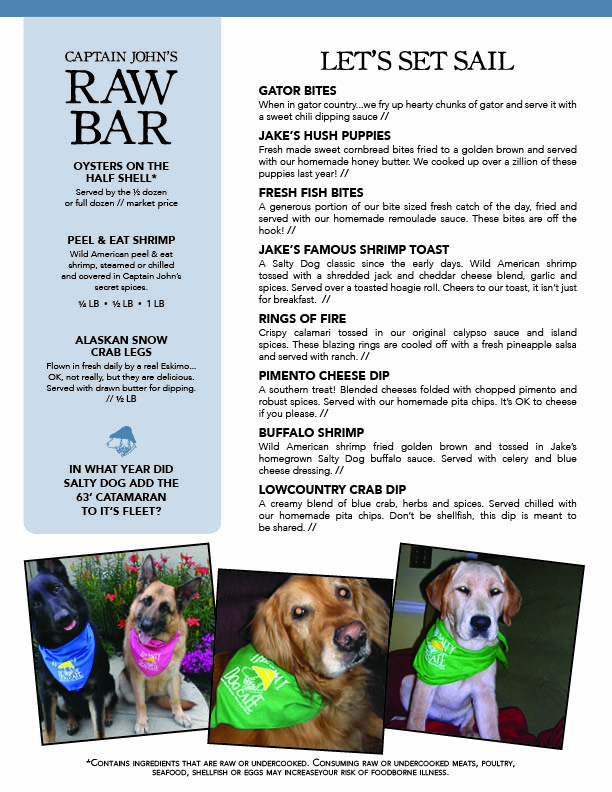 CAPTAIN JOHN'S
RAW
BAR
OYSTERS ON THE
HALF SHELL*
Served by the ½ dozen
or full dozen // market price
PEEL & EAT SHRIMP
Wild American peel & eat
shrimp, steamed or chilled
and covered in Captain John's
secret spices.
¼ LB • ½ LB • 1 LB
ALASKAN SNOW
CRAB LEGS
Flown in fresh daily by a real Eskimo...
OK, not really, but they are delicious.
Served with drawn butter for dipping.
// ½ LB
IN WHAT YEAR DID
SALTY DOG ADD THE
63' CATAMARAN
TO IT'S FLEET?
LET'S SET SAIL
GATOR BITES
When in gator country...we fry up hearty chunks of gator and serve it with
a sweet chili dipping sauce //
JAKE'S HUSH PUPPIES
Fresh made sweet cornbread bites fried to a golden brown and served
with our homemade honey butter. We cooked up over a zillion of these
puppies last year! //
FRESH FISH BITES
A generous portion of our bite sized fresh catch of the day, fried and
served with our homemade remoulade sauce. These bites are off the
hook! //
JAKE'S FAMOUS SHRIMP TOAST
A Salty Dog classic since the early days. Wild American shrimp
tossed with a shredded jack and cheddar cheese blend, garlic and
spices. Served over a toasted hoagie roll. Cheers to our toast, it isn't just
for breakfast. //
RINGS OF FIRE
Crispy calamari tossed in our original calypso sauce and island
spices. These blazing rings are cooled off with a fresh pineapple salsa
and served with ranch. //
PIMENTO CHEESE DIP
A southern treat! Blended cheeses folded with chopped pimento and
robust spices. Served with our homemade pita chips. It's OK to cheese
if you please. //
BUFFALO SHRIMP
Wild American shrimp fried golden brown and tossed in Jake's
homegrown Salty Dog buffalo sauce. Served with celery and blue
cheese dressing. //
LOWCOUNTRY CRAB DIP
A creamy blend of blue crab, herbs and spices. Served chilled with
our homemade pita chips. Don't be shellfish, this dip is meant to
be shared. //
*CONTAINS INGREDIENTS THAT ARE RAW OR UNDERCOOKED. CONSUMING RAW OR UNDERCOOKED MEATS, POULTRY,
SEAFOOD, SHELLFISH OR EGGS MAY INCREASEYOUR RISK OF FOODBORNE ILLNESS.